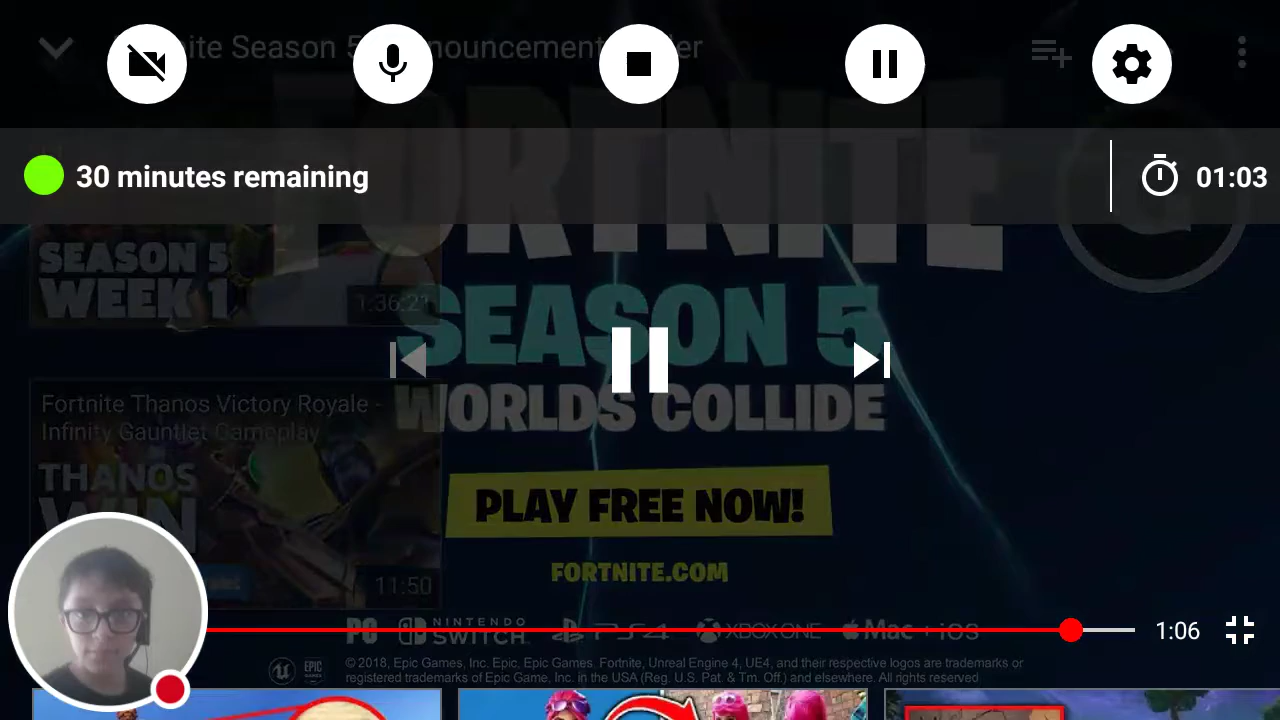 nite Season 5 nouncement er
FORTNITE
30 minutes remaining
01:03
SEASON 5
WEEK 1
1:36:21
SEASON 5
WORLDS COLLIDE
Fortnite Thanos Victory Royale -
Infinity Gauntlet Gameplay
THANOS
WIN
11:50
PLAY FREE NOW!
FORTNITE.COM
PC NINTENDO SWITCH PS4 XBOX ONE Mac + iOS
1:06
EPIC GAMES
© 2018, Epic Games, Inc. Epic, Epic Games, Fortnite, Unreal Engine 4, UE4, and their respective logos are trademarks or
registered trademarks of Epic Game, Inc. in the USA (Reg. U.S. Pat. & Tm. Off.) and elsewhere. All rights reserved